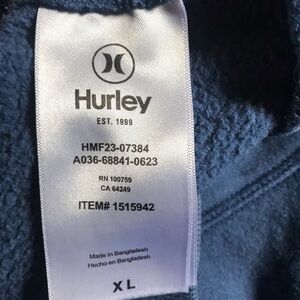 Hurley
EST. 1999
HMF23-07384
A036-68841-0623
RN 100759
CA 64249
ITEM# 1515942
Made in Bangladesh
Hecho en Bangladesh
XL